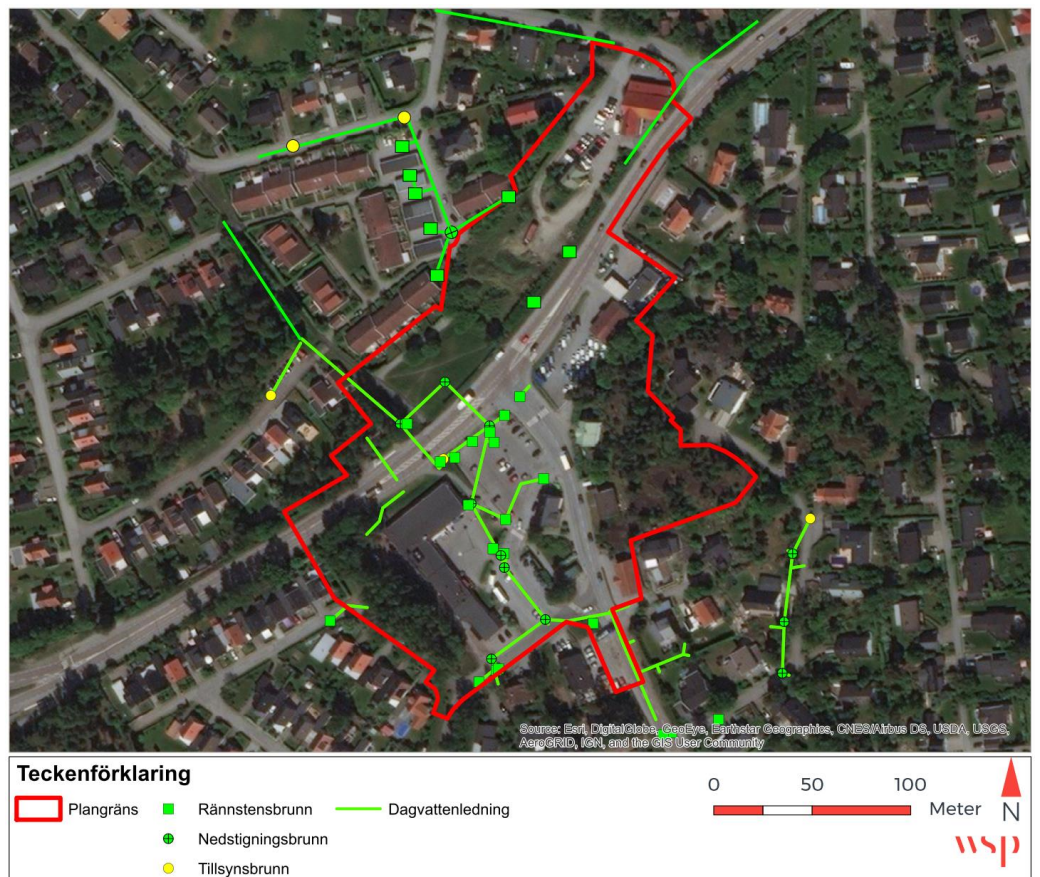 Source: Esri, DigitalGlobe, GeoEye, Earthstar Geographics, CNES/Airbus DS, USDA, USGS,
AeroGRID, IGN, and the GIS User Community
Teckenförklaring
Plangräns
Rännstensbrunn
Dagvattenledning
Nedstigningsbrunn
Tillsynsbrunn
0 50 100
Meter
N
wsp